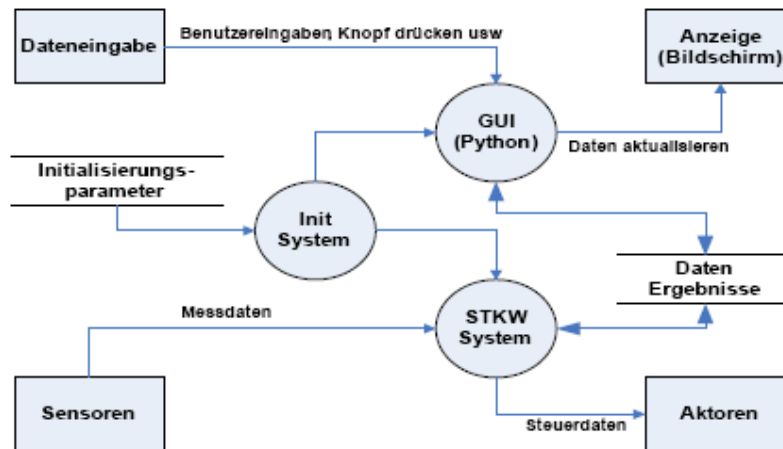 Dateneingabe
Benutzereingaben, Knopf drücken usw
Anzeige
(Bildschirm)
GUI
(Python)
Daten aktualisieren
Initialisierungs-
parameter
Init
System
Daten
Ergebnisse
Messdaten
STKW
System
Sensoren
Steuerdaten
Aktoren